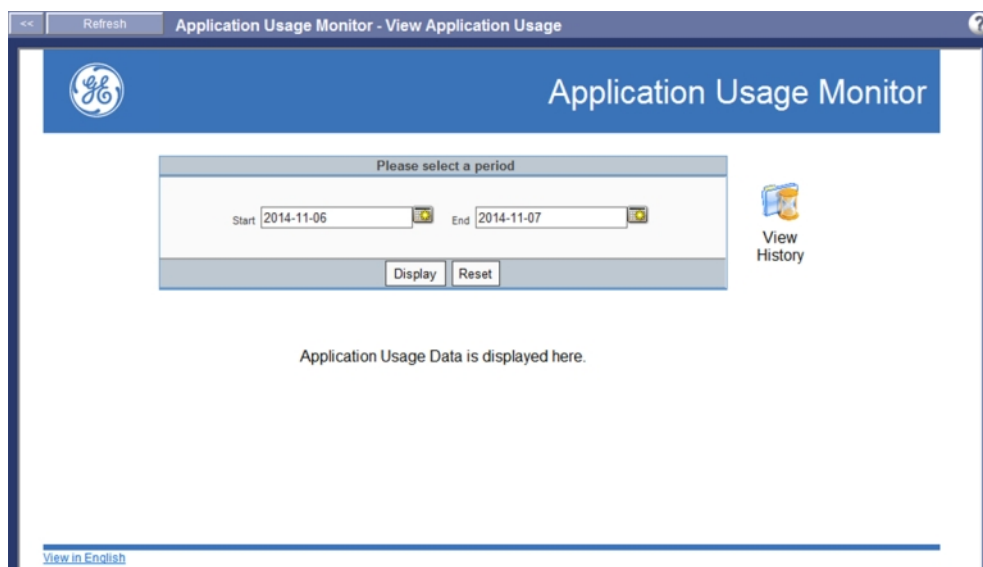 << Refresh Application Usage Monitor - View Application Usage ?
GE
Application Usage Monitor
Please select a period
Start 2014-11-06 End 2014-11-07
View
History
Display Reset
Application Usage Data is displayed here.
View in English